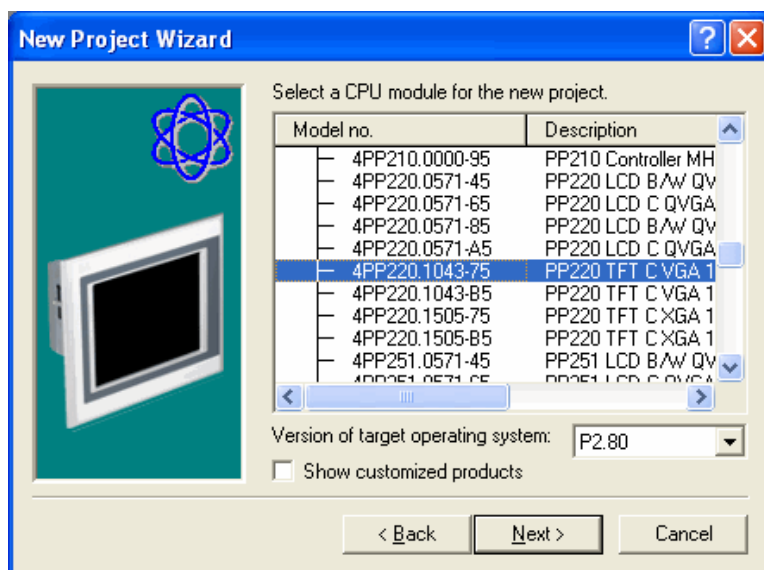 New Project Wizard
Select a CPU module for the new project.
Model no. Description
4PP210.0000-95 PP210 Controller MH
4PP220.0571-45 PP220 LCD B/W QV
4PP220.0571-65 PP220 LCD C QVGA
4PP220.0571-85 PP220 LCD B/W QV
4PP220.0571-A5 PP220 LCD C QVGA
4PP220.1043-75 PP220 TFT C VGA 1
4PP220.1043-B5 PP220 TFT C VGA 1
4PP220.1505-75 PP220 TFT C XGA 1
4PP220.1505-B5 PP220 TFT C XGA 1
4PP251.0571-45 PP251 LCD B/W QV
Version of target operating system: P2.80
Show customized products
< Back Next > Cancel